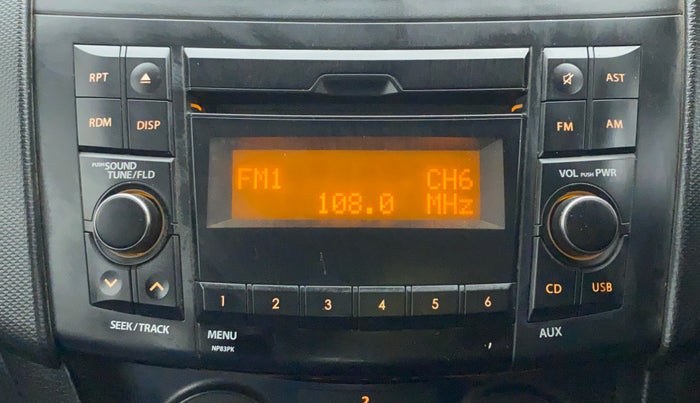 RPT
AST
RDM
DISP
FM
AM
PUSH SOUND
TUNE/FLD
VOL PUSH PWR
FM1 CH6
108.0 MHz
CD
USB
1 2 3 4 5 6
SEEK/TRACK
MENU
NP83PK
AUX
2